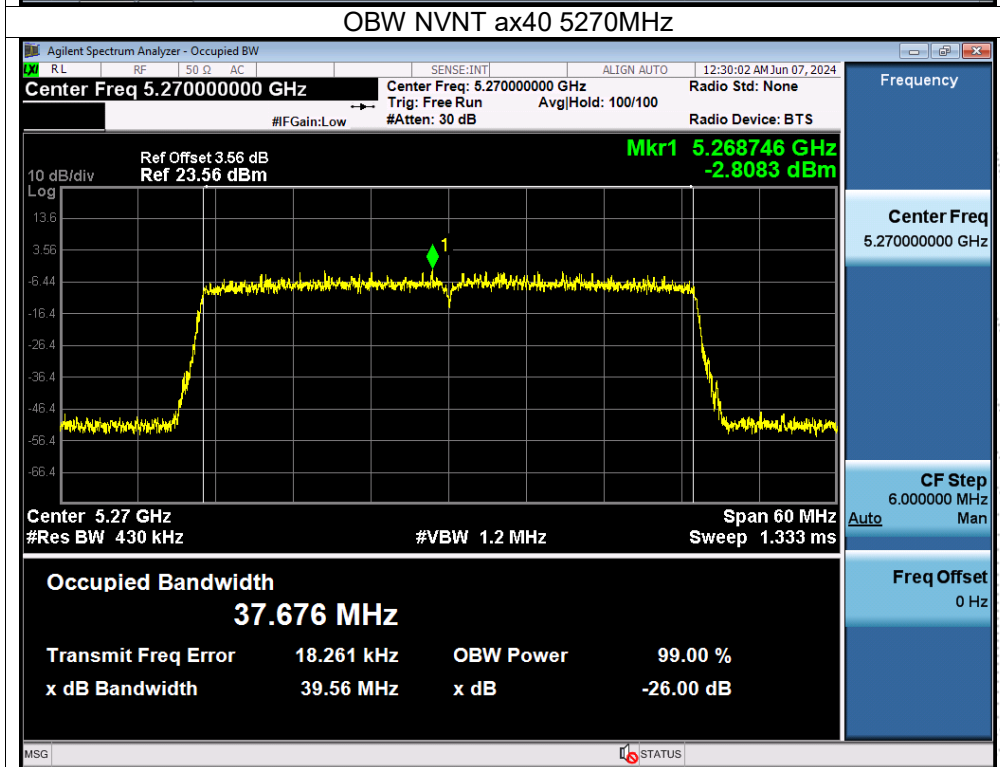 OBW NVNT ax40 5270MHz
Agilent Spectrum Analyzer - Occupied BW
LXI RL RF 50 Ω AC SENSE:INT ALIGN AUTO 12:30:02 AM Jun 07, 2024
Center Freq 5.270000000 GHz
Center Freq: 5.270000000 GHz Radio Std: None
Trig: Free Run Avg|Hold: 100/100
#IFGain:Low #Atten: 30 dB Radio Device: BTS
Mkr1 5.268746 GHz
-2.8083 dBm
Ref Offset 3.56 dB
10 dB/div Ref 23.56 dBm
Log
13.6
3.56
-6.44
-16.4
-26.4
-36.4
-46.4
-56.4
-66.4
1
Center 5.27 GHz Span 60 MHz
#Res BW 430 kHz #VBW 1.2 MHz Sweep 1.333 ms
Occupied Bandwidth
37.676 MHz
Transmit Freq Error 18.261 kHz OBW Power 99.00 %
x dB Bandwidth 39.56 MHz x dB -26.00 dB
MSG STATUS
Frequency
Center Freq
5.270000000 GHz
CF Step
6.000000 MHz
Auto Man
Freq Offset
0 Hz